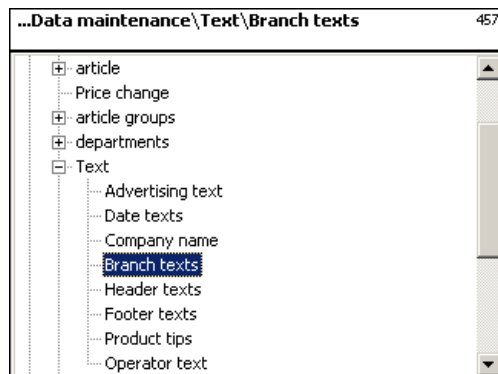 ...Data maintenance\Text\Branch texts 457
article
Price change
article groups
departments
Text
Advertising text
Date texts
Company name
Branch texts
Header texts
Footer texts
Product tips
Operator text